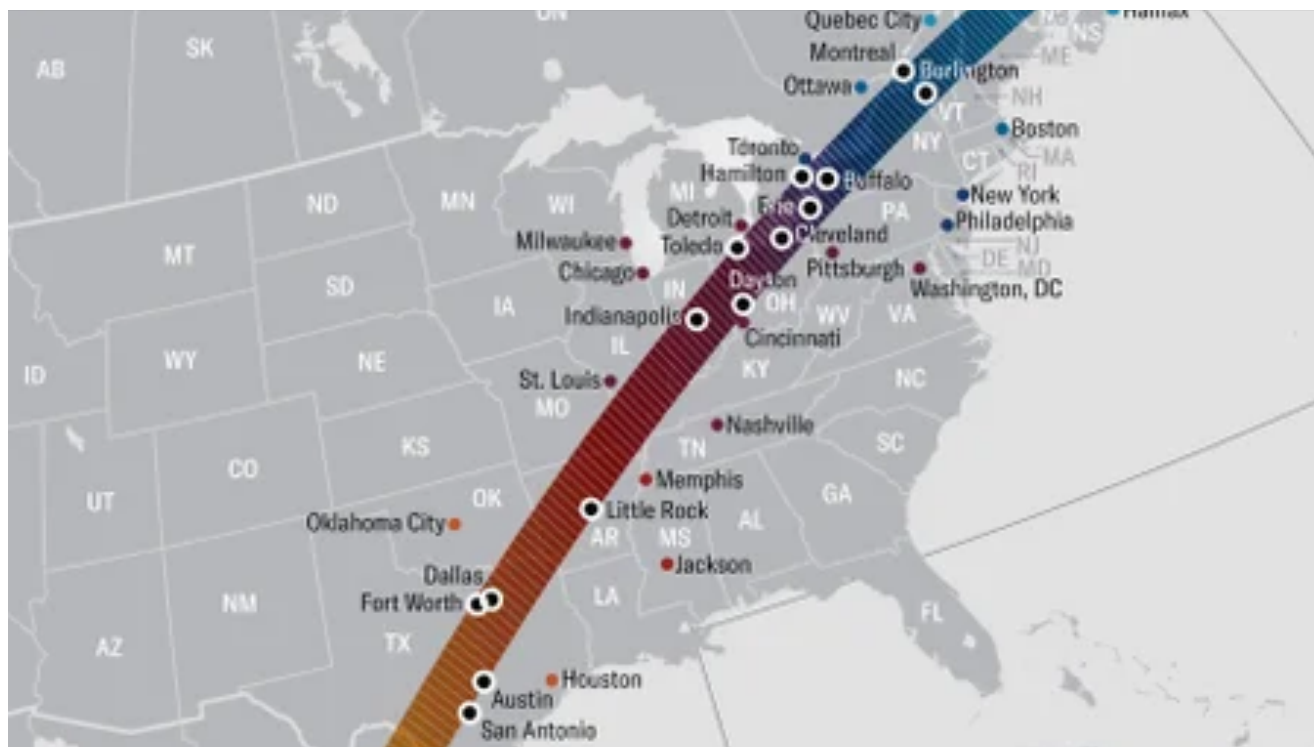 ON
Quebec City
Halifax
AB
SK
NS
Montreal
ME
Burlington
Ottawa
NH
VT
Boston
NY
Toronto
MA
CT
RI
Hamilton
Buffalo
ND
MN
WI
MI
New York
Erie
PA
Detroit
Philadelphia
Cleveland
Milwaukee
Toledo
NJ
MT
DE
Chicago
Pittsburgh
MD
SD
IN
Dayton
Washington, DC
IA
OH
Indianapolis
WV
VA
IL
Cincinnati
WY
NE
ID
KY
St. Louis
NC
MO
Nashville
KS
TN
SC
CO
Memphis
UT
OK
GA
Little Rock
AL
Oklahoma City
AR
MS
Jackson
Dallas
NM
Fort Worth
LA
FL
TX
AZ
Houston
Austin
San Antonio